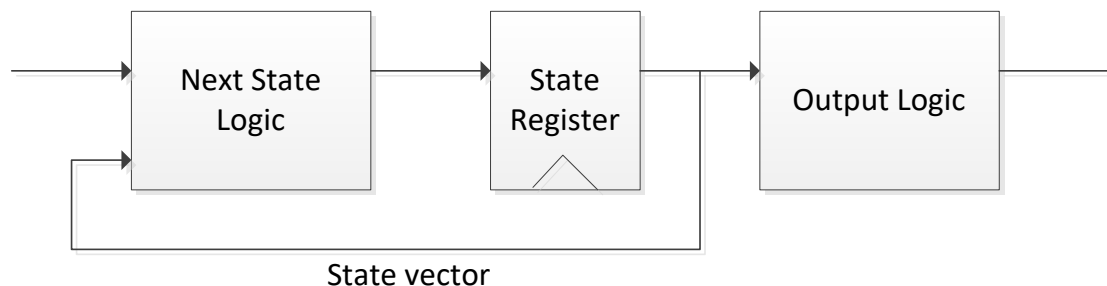 Next State
Logic
State
Register
Output Logic
State vector